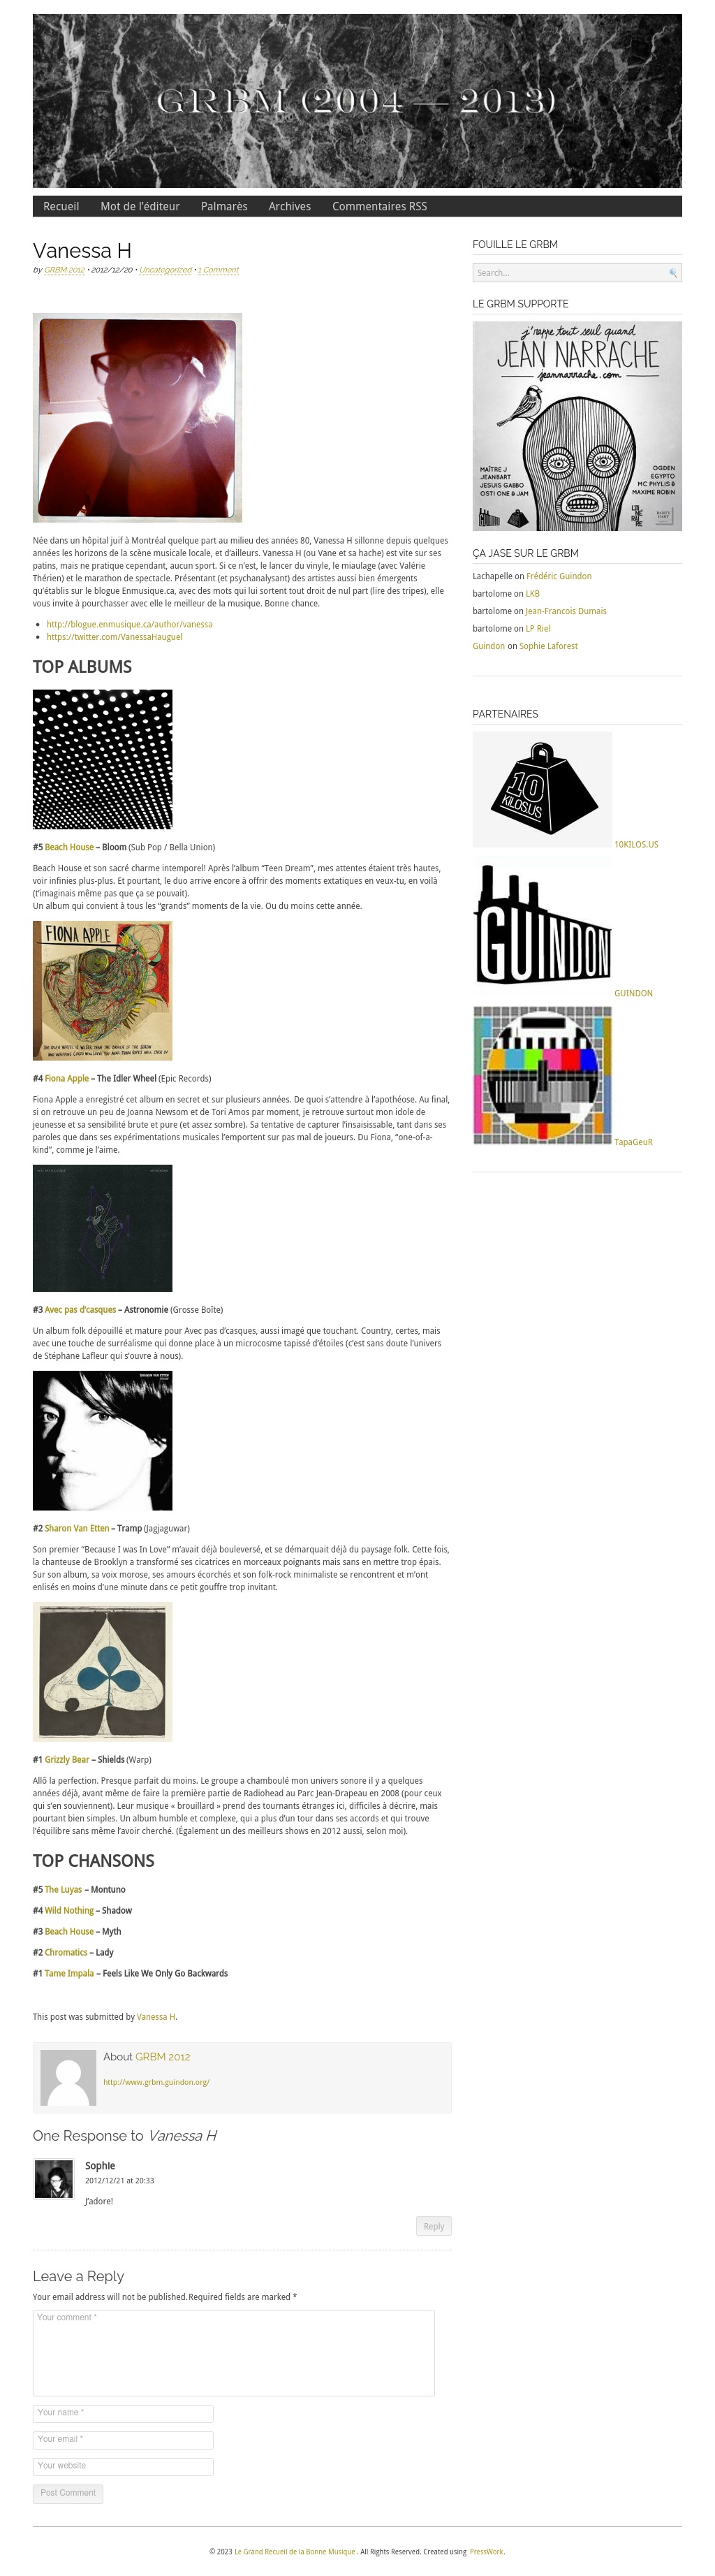 GRBM (2004 — 2013)
Recueil Mot de l’éditeur Palmarès Archives Commentaires RSS
Vanessa H
by GRBM 2012 • 2012/12/20 • Uncategorized • 1 Comment
Née dans un hôpital juif à Montréal quelque part au milieu des années 80, Vanessa H sillonne depuis quelques
années les horizons de la scène musicale locale, et d’ailleurs. Vanessa H (ou Vane et sa hache) est vite sur ses
patins, mais ne pratique cependant, aucun sport. Si ce n’est, le lancer du vinyle, le miaulage (avec Valérie
Thérien) et le marathon de spectacle. Présentant (et psychanalysant) des artistes aussi bien émergents
qu’établis sur le blogue Enmusique.ca, avec des mots qui lui sortent tout droit de nul part (lire des tripes), elle
vous invite à pourchasser avec elle le meilleur de la musique. Bonne chance.
http://blogue.enmusique.ca/author/vanessa
https://twitter.com/VanessaHauguel
TOP ALBUMS
#5 Beach House – Bloom (Sub Pop / Bella Union)
Beach House et son sacré charme intemporel! Après l’album “Teen Dream”, mes attentes étaient très hautes,
voir infinies plus-plus. Et pourtant, le duo arrive encore à offrir des moments extatiques en veux-tu, en voilà
(t’imaginais même pas que ça se pouvait).
Un album qui convient à tous les “grands” moments de la vie. Ou du moins cette année.
FIONA APPLE
#4 Fiona Apple – The Idler Wheel (Epic Records)
Fiona Apple a enregistré cet album en secret et sur plusieurs années. De quoi s’attendre à l’apothéose. Au final,
si on retrouve un peu de Joanna Newsom et de Tori Amos par moment, je retrouve surtout mon idole de
jeunesse et sa sensibilité brute et pure (et assez sombre). Sa tentative de capturer l’insaisissable, tant dans ses
paroles que dans ses expérimentations musicales l’emportent sur pas mal de joueurs. Du Fiona, “one-of-a-
kind”, comme je l’aime.
#3 Avec pas d’casques – Astronomie (Grosse Boîte)
Un album folk dépouillé et mature pour Avec pas d’casques, aussi imagé que touchant. Country, certes, mais
avec une touche de surréalisme qui donne place à un microcosme tapissé d’étoiles (c’est sans doute l’univers
de Stéphane Lafleur qui s’ouvre à nous).
#2 Sharon Van Etten – Tramp (Jagjaguwar)
Son premier “Because I was In Love” m’avait déjà bouleversé, et se démarquait déjà du paysage folk. Cette fois,
la chanteuse de Brooklyn a transformé ses cicatrices en morceaux poignants mais sans en mettre trop épais.
Sur son album, sa voix morose, ses amours écorchés et son folk-rock minimaliste se rencontrent et m’ont
enlisés en moins d’une minute dans ce petit gouffre trop invitant.
#1 Grizzly Bear – Shields (Warp)
Allô la perfection. Presque parfait du moins. Le groupe a chamboulé mon univers sonore il y a quelques
années déjà, avant même de faire la première partie de Radiohead au Parc Jean-Drapeau en 2008 (pour ceux
qui s’en souviennent). Leur musique « brouillard » prend des tournants étranges ici, difficiles à décrire, mais
pourtant bien simples. Un album humble et complexe, qui a plus d’un tour dans ses accords et qui trouve
l’équilibre sans même l’avoir cherché. (Également un des meilleurs shows en 2012 aussi, selon moi).
TOP CHANSONS
#5 The Luyas – Montuno
#4 Wild Nothing – Shadow
#3 Beach House – Myth
#2 Chromatics – Lady
#1 Tame Impala – Feels Like We Only Go Backwards
This post was submitted by Vanessa H.
About GRBM 2012
http://www.grbm.guindon.org/
One Response to Vanessa H
Sophie
2012/12/21 at 20:33
J’adore!
Reply
Leave a Reply
Your email address will not be published. Required fields are marked *
Your comment *
Your name *
Your email *
Your website
Post Comment
FOUILLE LE GRBM
Search...
LE GRBM SUPPORTE
j'rappe tout seul quand
JEAN NARRACHE
jeannarrache.com
MAÎTRE J
JEANBART
JESUIS GABBO
OSTI ONE & JAM
OGDEN
EGYPTO
MC PHYLIS &
MAXIME ROBIN
ÇA JASE SUR LE GRBM
Lachapelle on Frédéric Guindon
bartolome on LKB
bartolome on Jean-Francois Dumais
bartolome on LP Riel
Guindon on Sophie Laforest
PARTENAIRES
10
KILOS.US
10KILOS.US
GUINDON
GUINDON
TapaGeuR
© 2023 Le Grand Recueil de la Bonne Musique . All Rights Reserved. Created using PressWork.